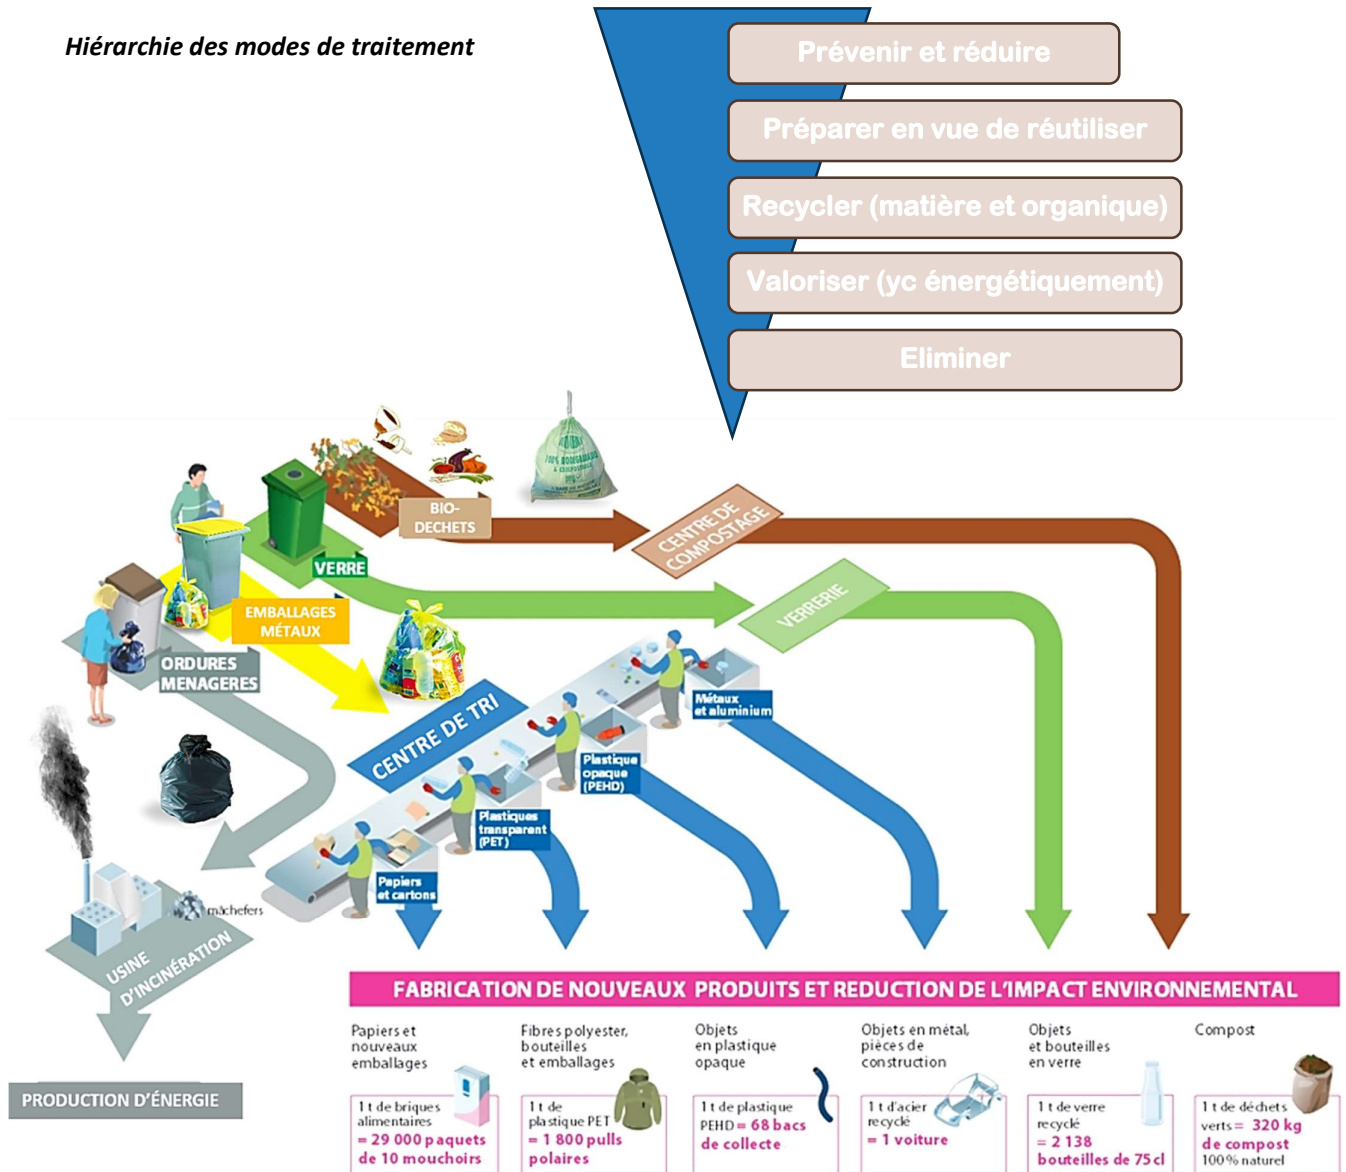 Hiérarchie des modes de traitement
Prévenir et réduire
Préparer en vue de réutiliser
Recycler (matière et organique)
Valoriser (yc énergétiquement)
Eliminer
100% BIODEGRADABLE
& COMPOSTABLE
BIO-
DECHETS
CENTRE DE
COMPOSTAGE
VERRE
VERRERIE
EMBALLAGES
MÉTAUX
ORDURES
MENAGERES
CENTRE DE TRI
Métaux
et aluminium
Plastique
opaque
(PEHD)
Plastiques
transparent
(PET)
Papiers
et cartons
mâchefers
USINE
D'INCINÉRATION
PRODUCTION D'ÉNERGIE
FABRICATION DE NOUVEAUX PRODUITS ET REDUCTION DE L'IMPACT ENVIRONNEMENTAL
Papiers et
nouveaux
emballages
1 t de briques
alimentaires
= 29 000 paquets
de 10 mouchoirs
Fibres polyester,
bouteilles
et emballages
1 t de
plastique PET
= 1 800 pulls
polaires
Objets
en plastique
opaque
1 t de plastique
PEHD = 68 bacs
de collecte
Objets en métal,
pièces de
construction
1 t d'acier
recyclé
= 1 voiture
Objets
et bouteilles
en verre
1 t de verre
recyclé
= 2 138
bouteilles de 75cl
Compost
1 t de déchets
verts = 320 kg
de compost
100% naturel